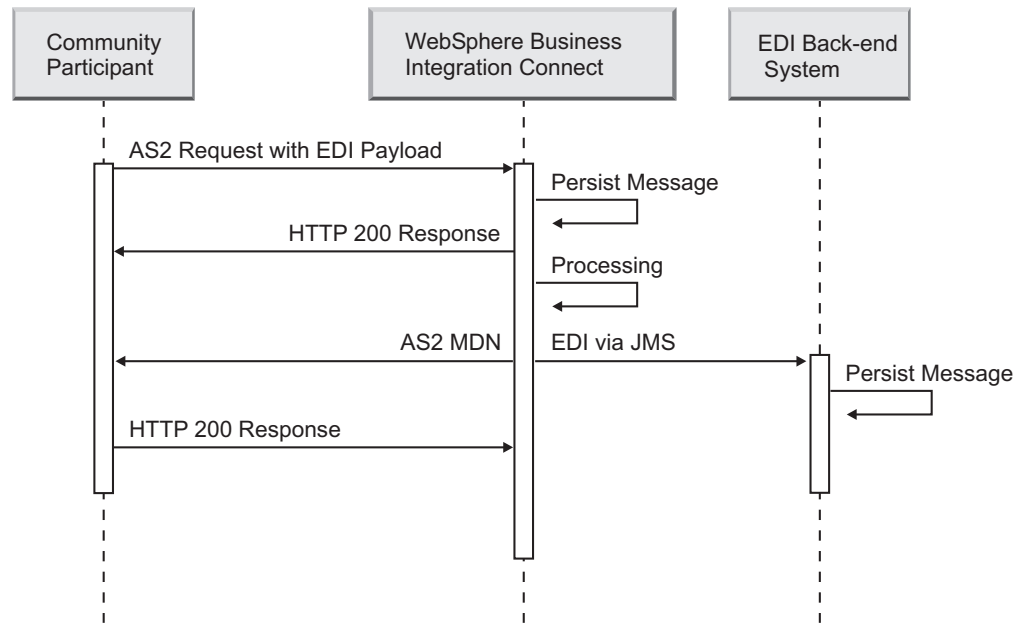 Community
Participant
WebSphere Business
Integration Connect
EDI Back-end
System
AS2 Request with EDI Payload
Persist Message
HTTP 200 Response
Processing
AS2 MDN
EDI via JMS
Persist Message
HTTP 200 Response